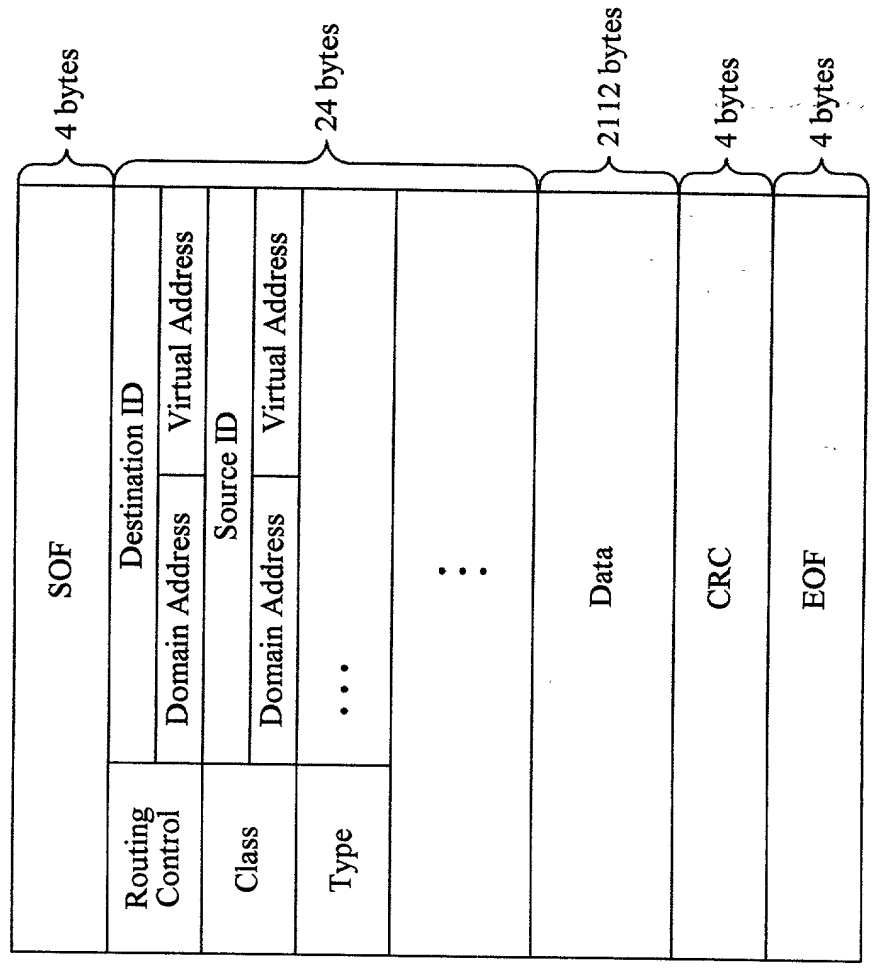 SOF
4 bytes
Routing
Control
Destination ID
Domain Address
Virtual Address
Class
Source ID
Domain Address
Virtual Address
Type
...
...
24 bytes
Data
2112 bytes
CRC
4 bytes
EOF
4 bytes